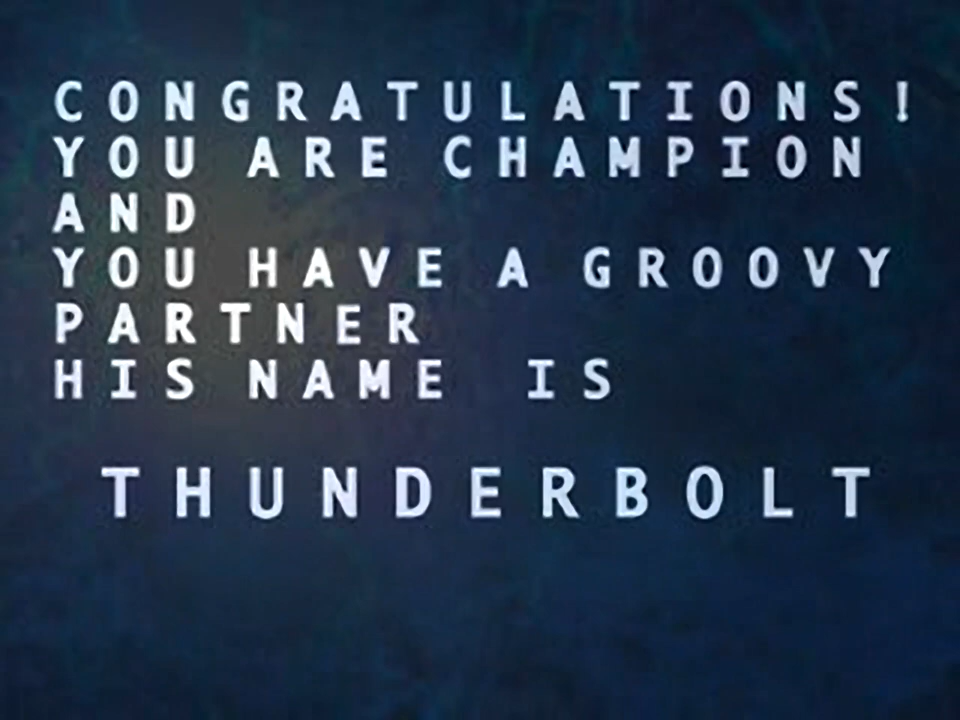 CONGRATULATIONS!
YOU ARE CHAMPION
AND
YOU HAVE A GROOVY
PARTNER
HIS NAME IS
THUNDERBOLT